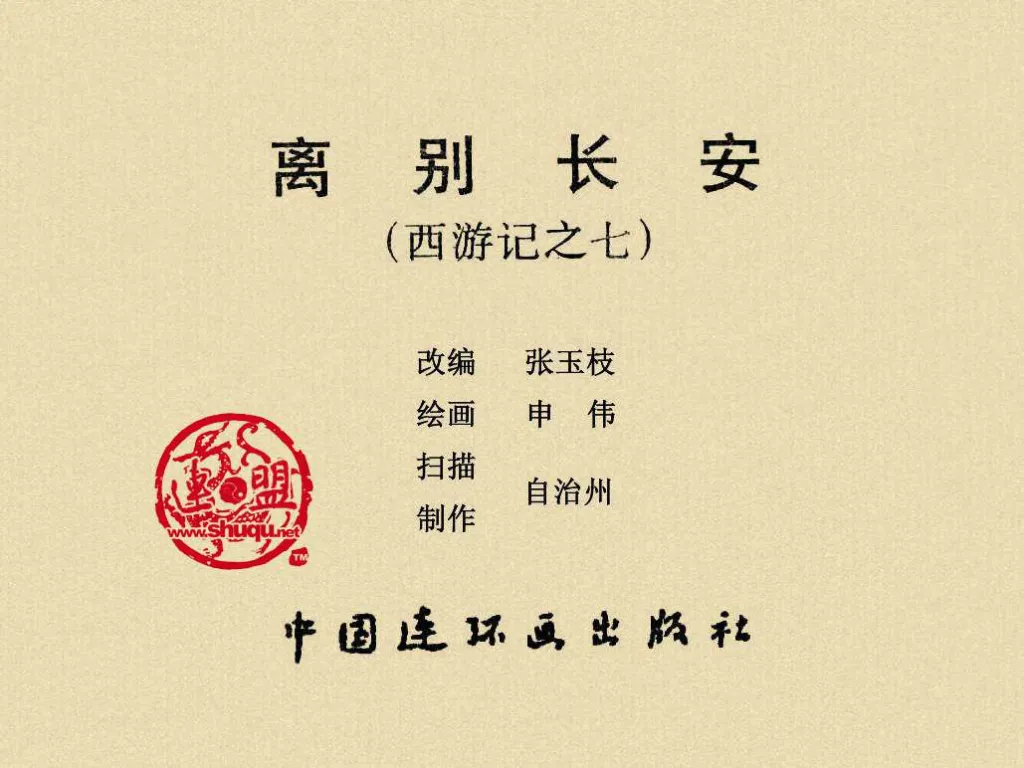 离别长安
(西游记之七)
改编 张玉枝
绘画 申伟
扫描
自治州
制作
連盟
www.shuqu.net
TM
中国连环画出版社